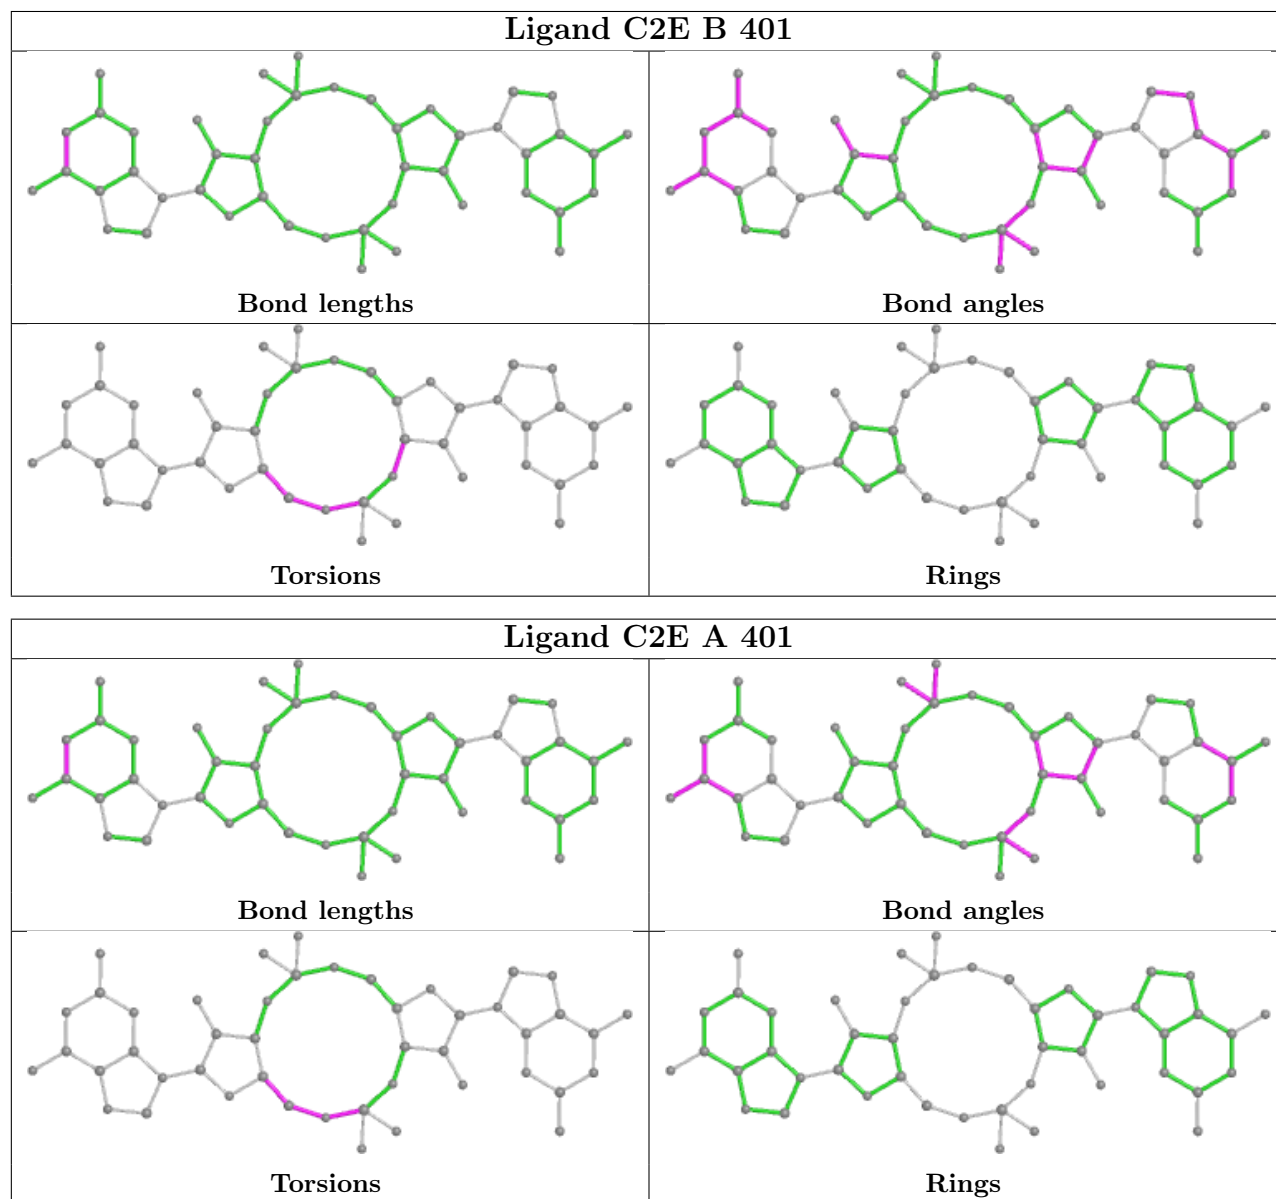 Ligand C2E B 401
Bond lengths
Bond angles
Torsions
Rings
Ligand C2E A 401
Bond lengths
Bond angles
Torsions
Rings